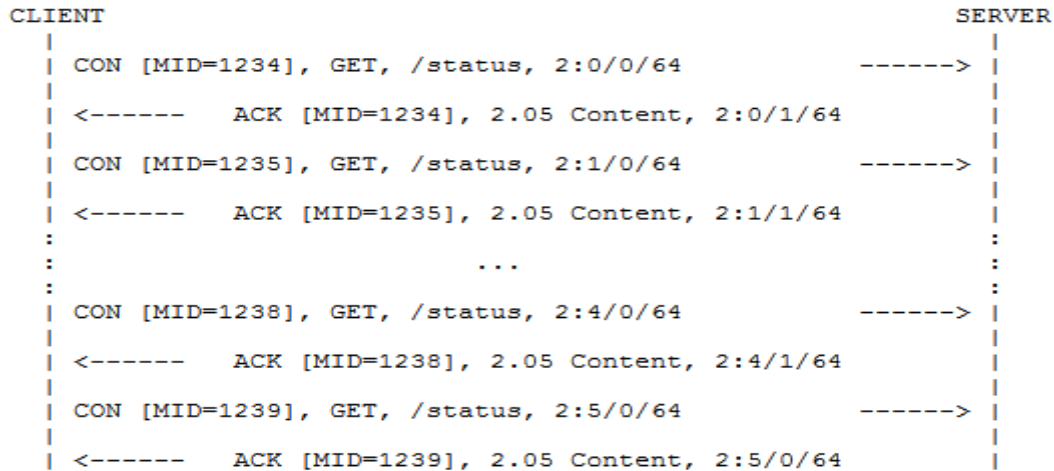 CLIENT SERVER
| |
| CON [MID=1234], GET, /status, 2:0/0/64 ------> |
| |
| <------ ACK [MID=1234], 2.05 Content, 2:0/1/64 |
| |
| CON [MID=1235], GET, /status, 2:1/0/64 ------> |
| |
| <------ ACK [MID=1235], 2.05 Content, 2:1/1/64 |
: :
: ... :
: :
| CON [MID=1238], GET, /status, 2:4/0/64 ------> |
| |
| <------ ACK [MID=1238], 2.05 Content, 2:4/1/64 |
| |
| CON [MID=1239], GET, /status, 2:5/0/64 ------> |
| |
| <------ ACK [MID=1239], 2.05 Content, 2:5/0/64 |